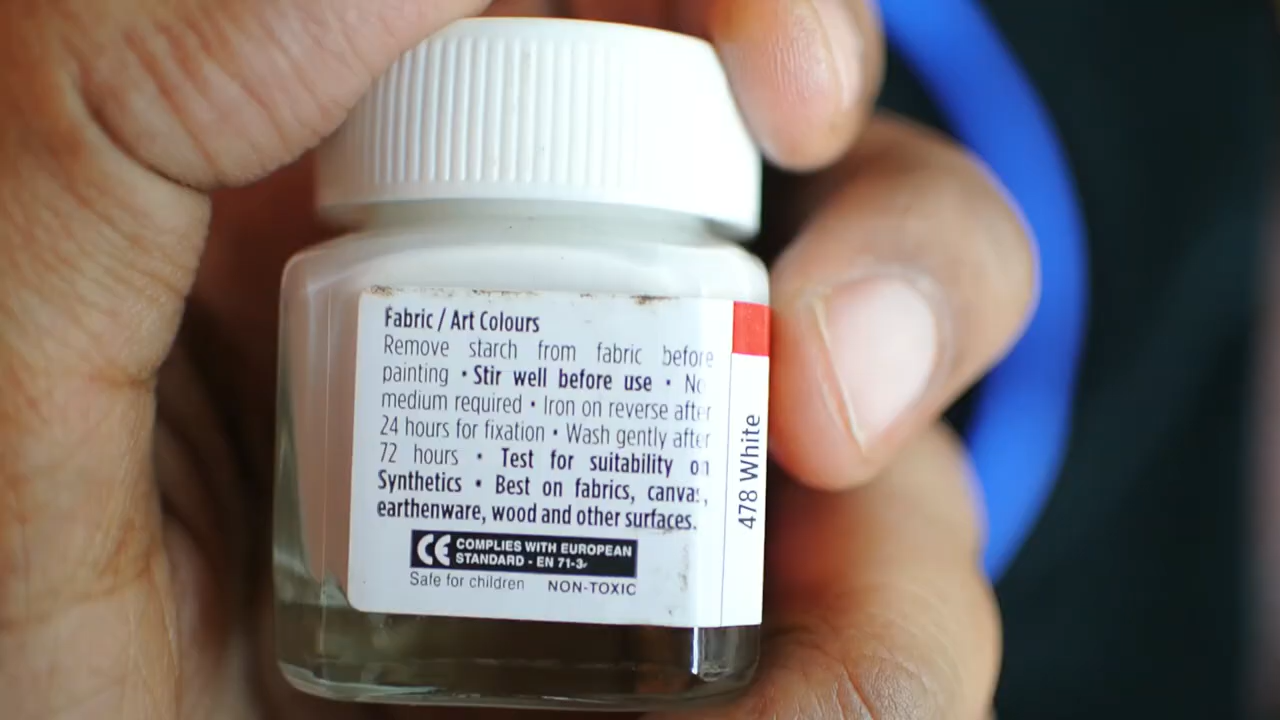 Fabric / Art Colours
Remove starch from fabric before
painting • Stir well before use • No
medium required • Iron on reverse after
24 hours for fixation • Wash gently after
72 hours • Test for suitability on
Synthetics • Best on fabrics, canvas,
earthenware, wood and other surfaces.
CE COMPLIES WITH EUROPEAN
STANDARD - EN 71-3
Safe for children NON-TOXIC
478 White